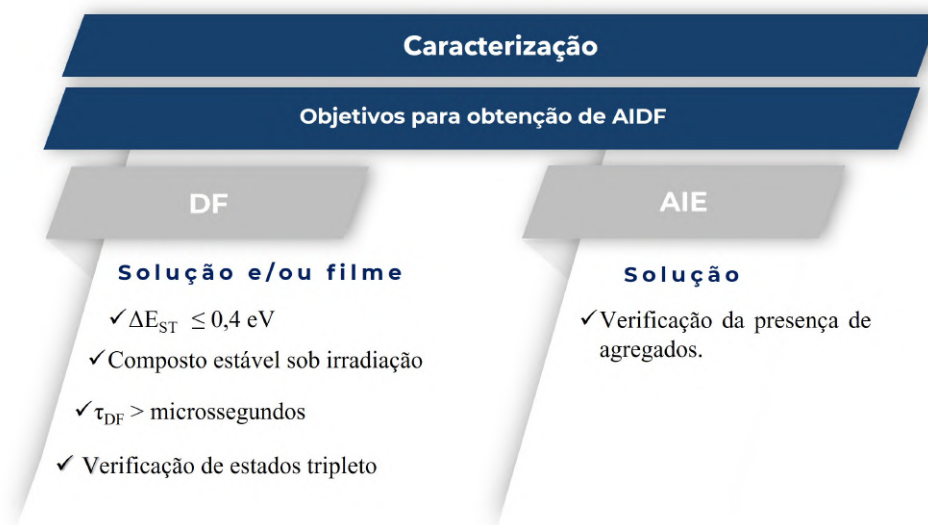 Caracterização
Objetivos para obtenção de AIDF
DF
Solução e/ou filme
✓ΔE_ST ≤ 0,4 eV
✓Composto estável sob irradiação
✓τ_DF > microssegundos
✓ Verificação de estados tripleto
AIE
Solução
✓Verificação da presença de
agregados.